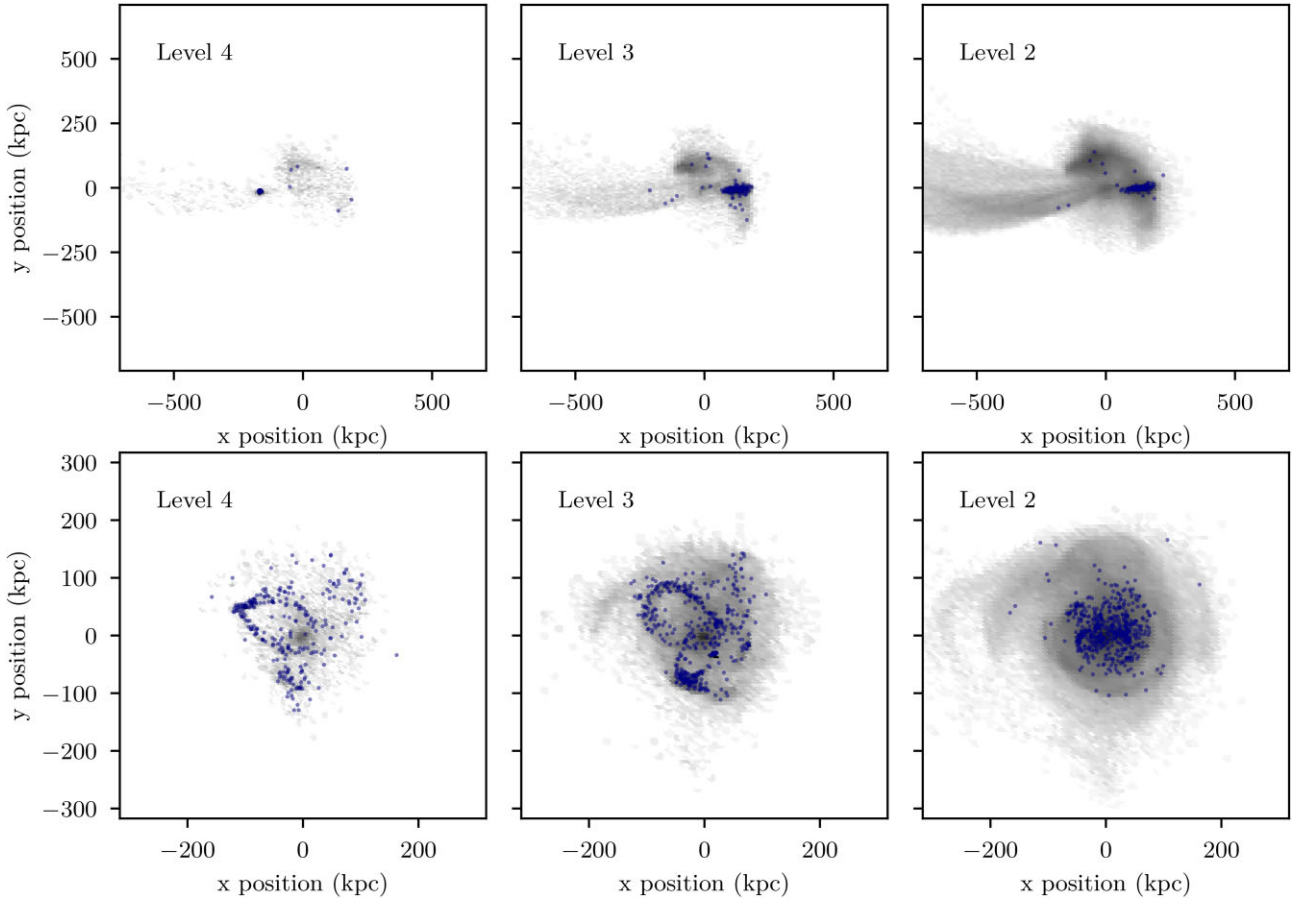 Level 4
Level 3
Level 2
y position (kpc)
500
250
0
−250
−500
−500 0 500
−500 0 500
−500 0 500
x position (kpc)
x position (kpc)
x position (kpc)
Level 4
Level 3
Level 2
y position (kpc)
300
200
100
0
−100
−200
−300
−200 0 200
−200 0 200
−200 0 200
x position (kpc)
x position (kpc)
x position (kpc)